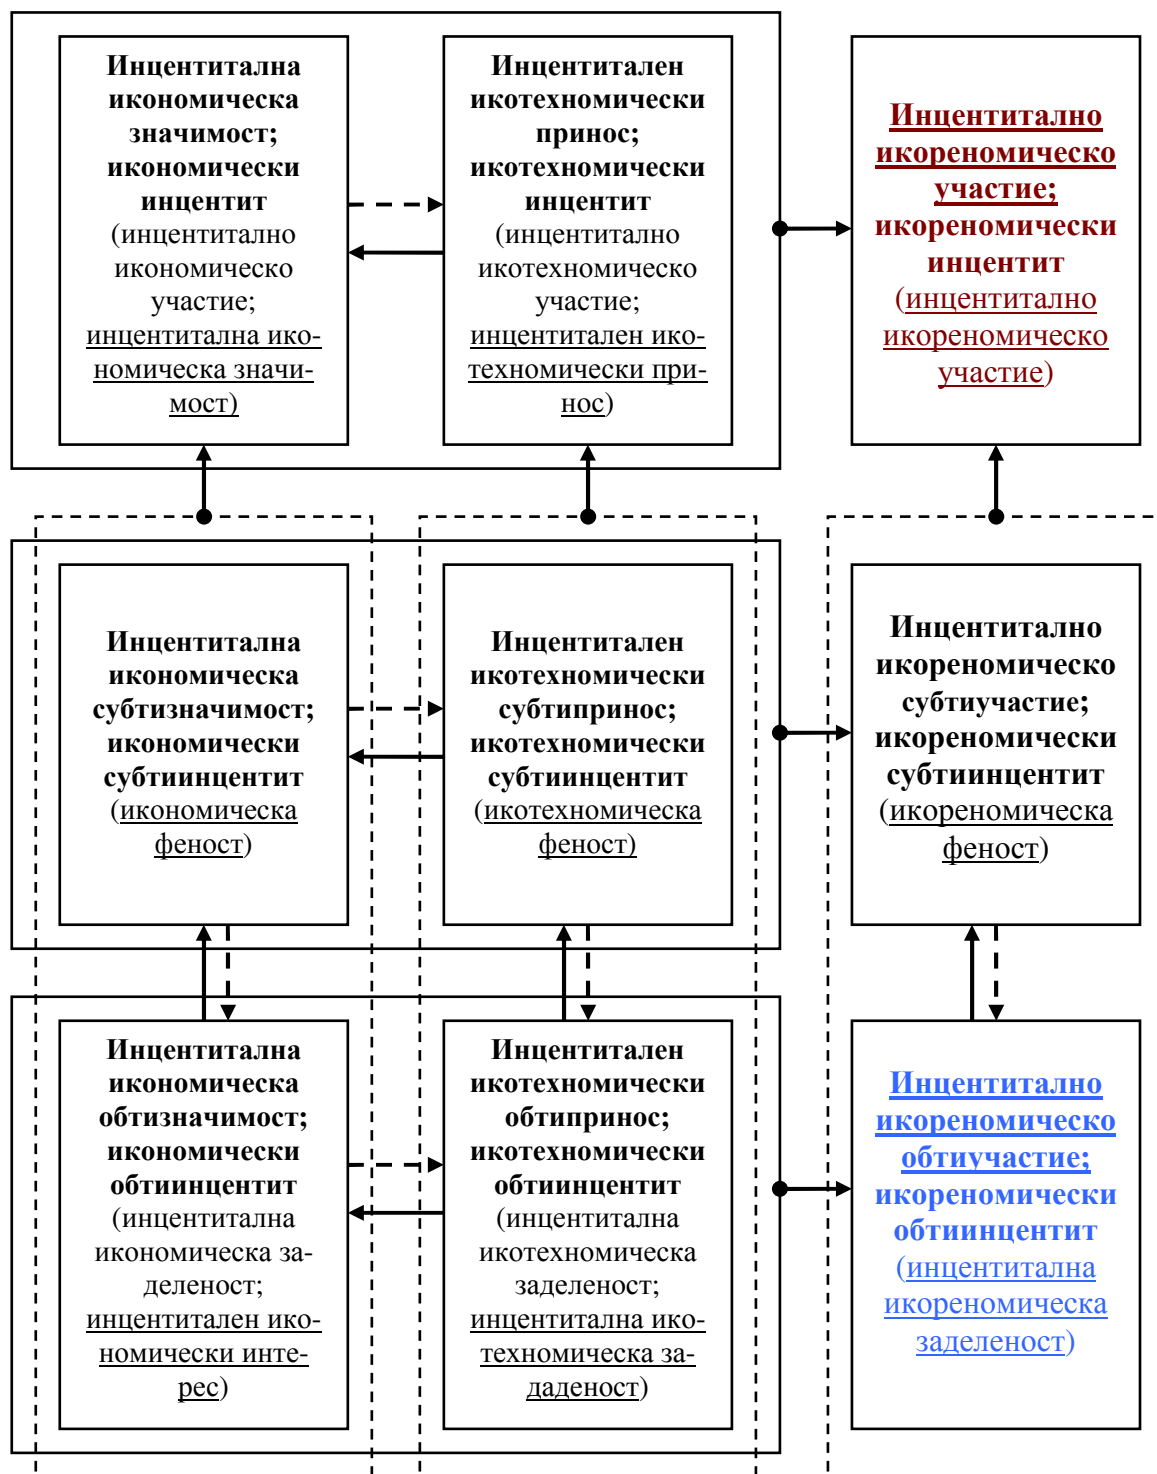 Инцентитална
икономическа
значимост;
икономически
инцентит
(инцентитално
икономическо
участие;
инцентитална ико-
номическа значи-
мост)
Инцентитален
икотехномически
принос;
икотехномически
инцентит
(инцентитално
икотехномическо
участие;
инцентитален ико-
техномически при-
нос)
Инцентитално
икореномическо
участие;
икореномически
инцентит
(инцентитално
икореномическо
участие)
Инцентитална
икономическа
субтизначимост;
икономически
субтиинцентит
(икономическа
феност)
Инцентитален
икотехномически
субтипринос;
икотехномически
субтиинцентит
(икотехномическа
феност)
Инцентитално
икореномическо
субтиучастие;
икореномически
субтиинцентит
(икореномическа
феност)
Инцентитална
икономическа
обтизначимост;
икономически
обтиинцентит
(инцентитална
икономическа за-
деленост;
инцентитален ико-
номически инте-
рес)
Инцентитален
икотехномически
обтипринос;
икотехномически
обтиинцентит
(инцентитална
икотехномическа
заделеност;
инцентитална ико-
техномическа за-
даденост)
Инцентитално
икореномическо
обтиучастие;
икореномически
обтиинцентит
(инцентитална
икореномическа
заделеност)